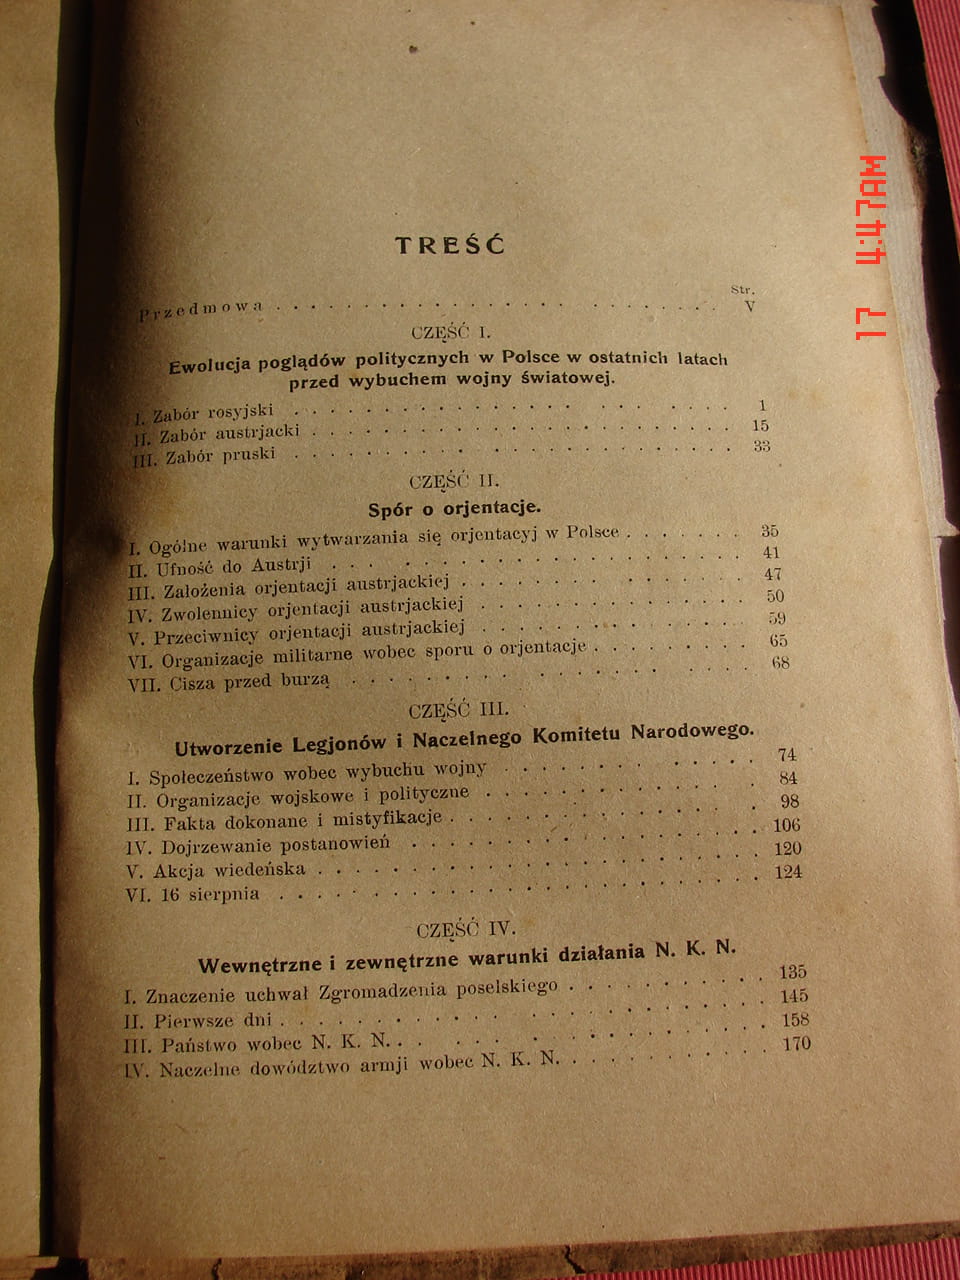 TREŚĆ
Str.
Przedmowa . . . . . . . . . . . . . . . . . . . . V
CZĘŚĆ I.
Ewolucja poglądów politycznych w Polsce w ostatnich latach
przed wybuchem wojny światowej.
I. Zabór rosyjski . . . . . . . . . . . . . . . . . . . . 1
II. Zabór austrjacki . . . . . . . . . . . . . . . . . . . . 15
III. Zabór pruski . . . . . . . . . . . . . . . . . . . . 33
CZĘŚĆ II.
Spór o orjentacje.
I. Ogólne warunki wytwarzania się orjentacyj w Polsce . . . . . . . 35
II. Ufność do Austrji . . . . . . . . . . . . . . . . . . 41
III. Założenia orjentacji austrjackiej . . . . . . . . . . . . . . 47
IV. Zwolennicy orjentacji austrjackiej . . . . . . . . . . . . . . 50
V. Przeciwnicy orjentacji austrjackiej . . . . . . . . . . . . . . 59
VI. Organizacje militarne wobec sporu o orjentacje . . . . . . . . 65
VII. Cisza przed burzą . . . . . . . . . . . . . . . . . . 68
CZĘŚĆ III.
Utworzenie Legjonów i Naczelnego Komitetu Narodowego.
I. Społeczeństwo wobec wybuchu wojny . . . . . . . . . . . . 74
II. Organizacje wojskowe i polityczne . . . . . . . . . . . . . 84
III. Fakta dokonane i mistyfikacje . . . . . . . . . . . . . . 98
IV. Dojrzewanie postanowień . . . . . . . . . . . . . . . . 106
V. Akcja wiedeńska . . . . . . . . . . . . . . . . . . . . 120
VI. 16 sierpnia . . . . . . . . . . . . . . . . . . . . . . 124
CZĘŚĆ IV.
Wewnętrzne i zewnętrzne warunki działania N. K. N.
I. Znaczenie uchwał Zgromadzenia poselskiego . . . . . . . . . . 135
II. Pierwsze dni . . . . . . . . . . . . . . . . . . . . . . 145
III. Państwo wobec N. K. N. . . . . . . . . . . . . . . . . 158
IV. Naczelne dowództwo armji wobec N. K. N. . . . . . . . . . . 170
17 4:47AM